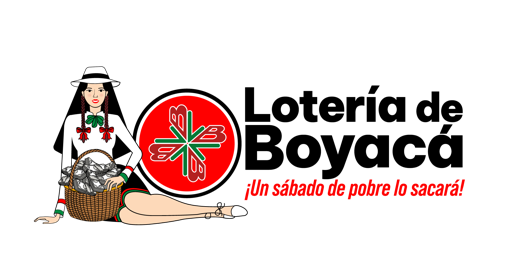 Lotería de
Boyacá
¡Un sábado de pobre lo sacará!